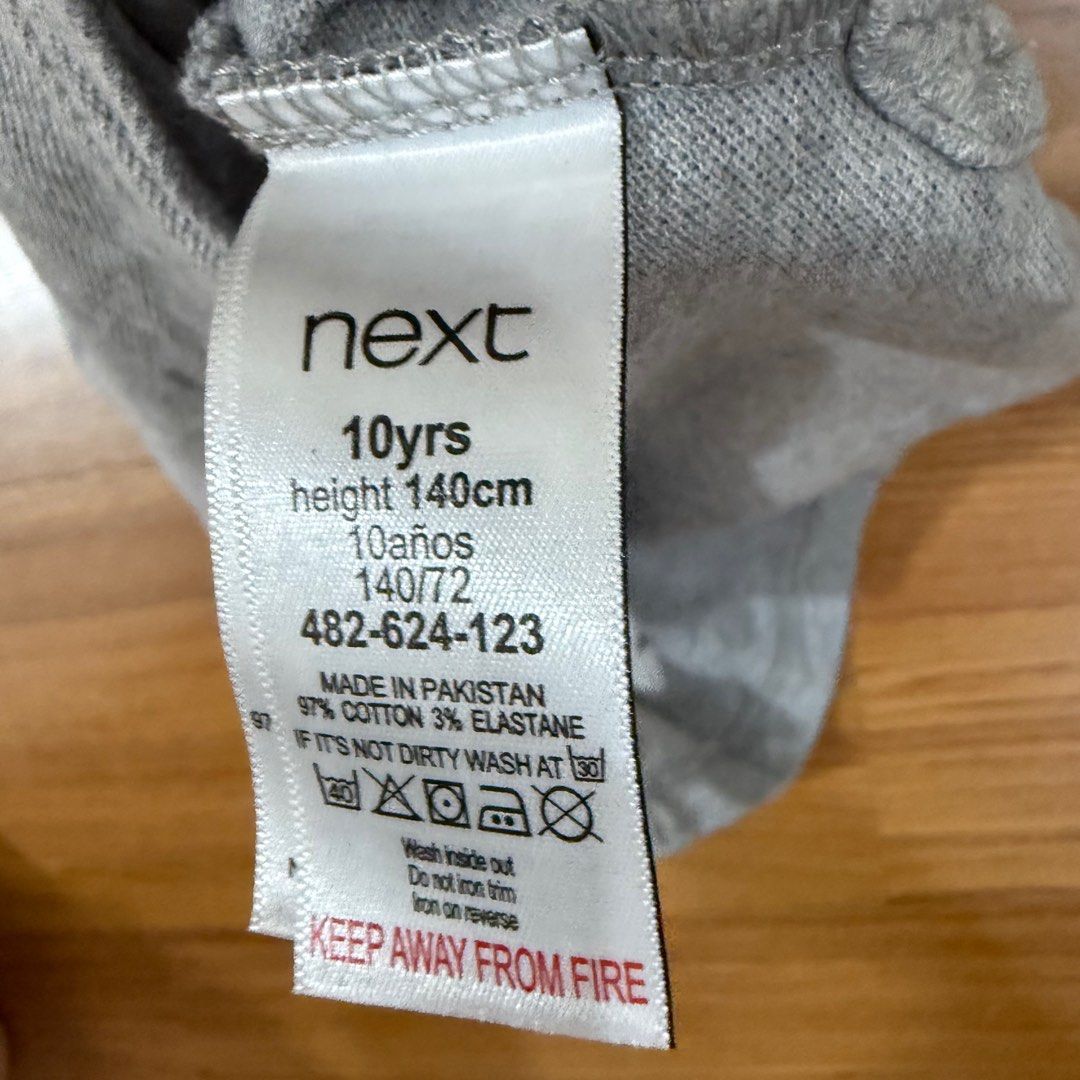 next
10yrs
height 140cm
10años
140/72
482-624-123
MADE IN PAKISTAN
97% COTTON 3% ELASTANE
IF IT'S NOT DIRTY WASH AT 30
40
Wash inside out
Do not iron trim
Iron on reverse
KEEP AWAY FROM FIRE
97